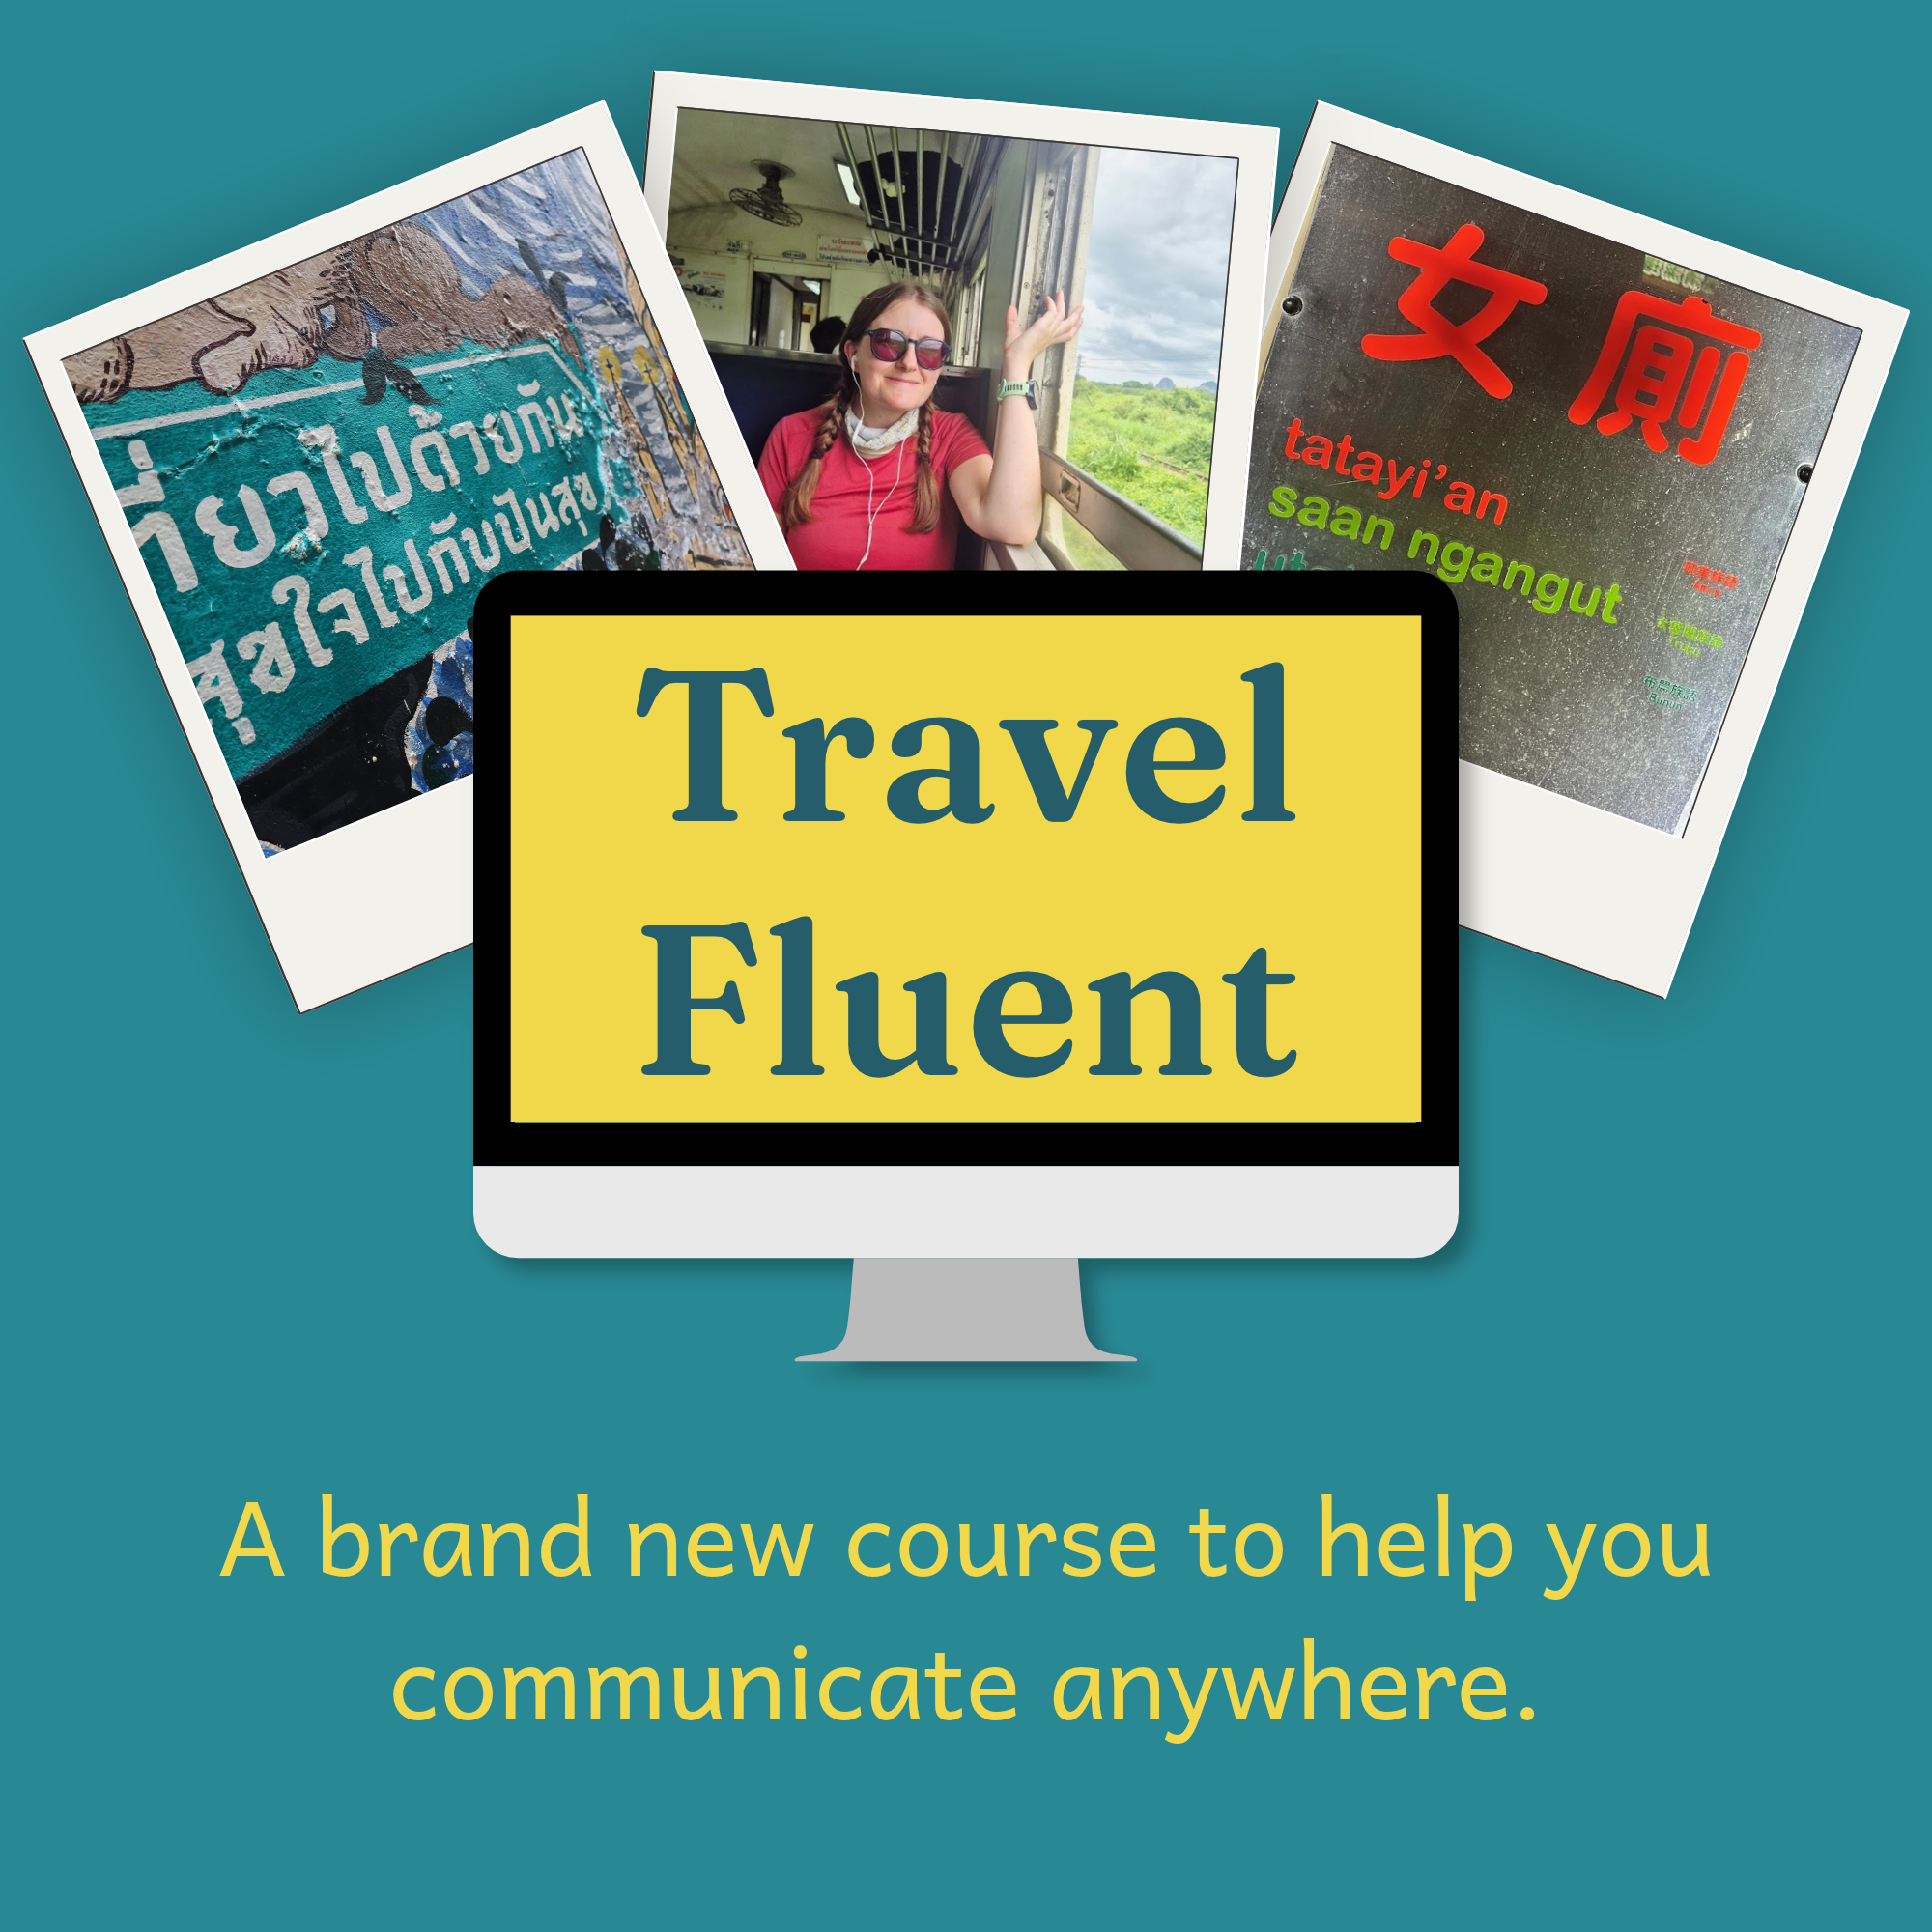 ที่ยวไปด้วยกัน
สุขใจไปกับปันสุข
女廁
tatayi'an
saan ngangut
Truku
Bunun
Travel
Fluent
A brand new course to help you
communicate anywhere.